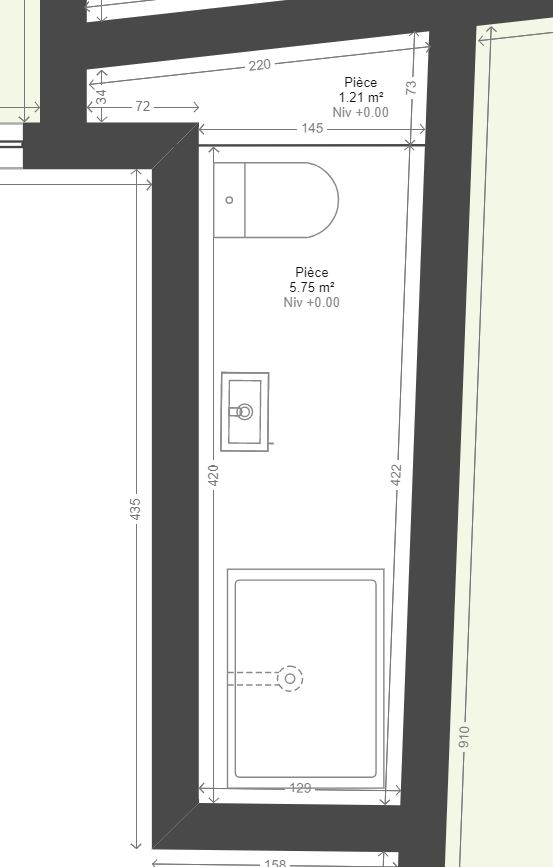 220
34
72
Pièce
1.21 m²
Niv +0.00
73
145
Pièce
5.75 m²
Niv +0.00
420
422
435
910
129
158